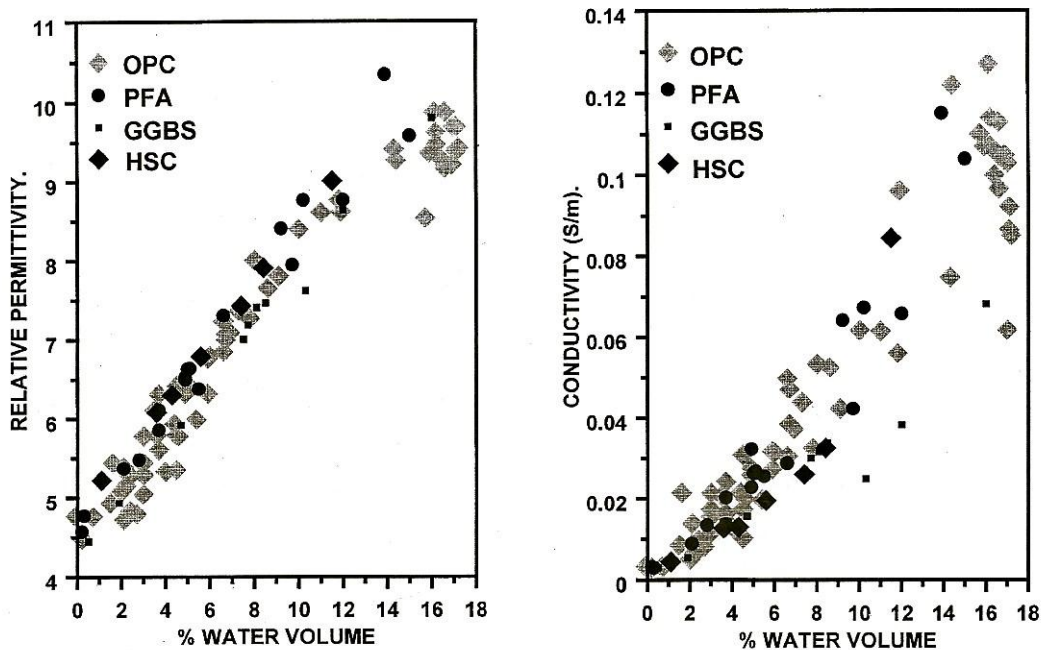 11
10
9
8
7
6
5
4
RELATIVE PERMITTIVITY.
OPC
PFA
GGBS
HSC
0 2 4 6 8 10 12 14 16 18
% WATER VOLUME
0.14
0.12
0.1
0.08
0.06
0.04
0.02
0
CONDUCTIVITY (S/m).
OPC
PFA
GGBS
HSC
0 2 4 6 8 10 12 14 16 18
% WATER VOLUME